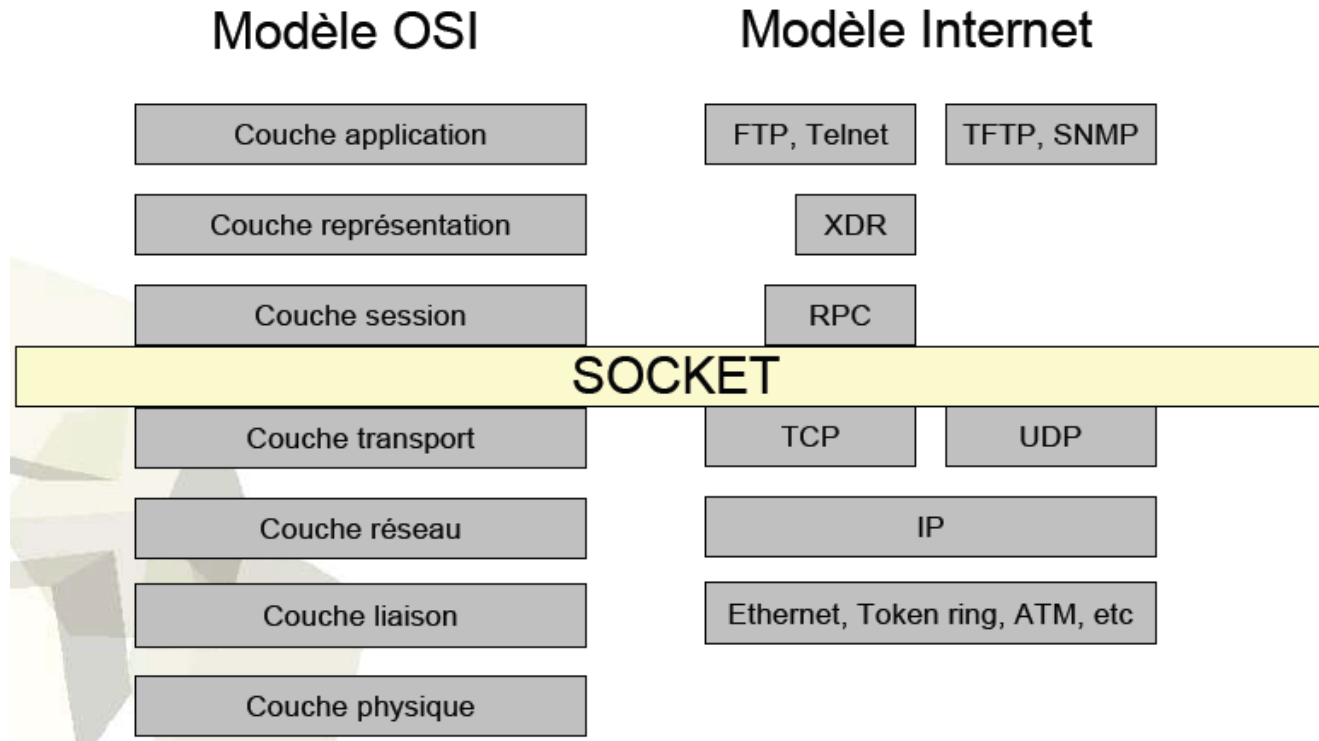 Modèle OSI
Modèle Internet
Couche application
FTP, Telnet
TFTP, SNMP
Couche représentation
XDR
Couche session
RPC
SOCKET
Couche transport
TCP
UDP
Couche réseau
IP
Couche liaison
Ethernet, Token ring, ATM, etc
Couche physique